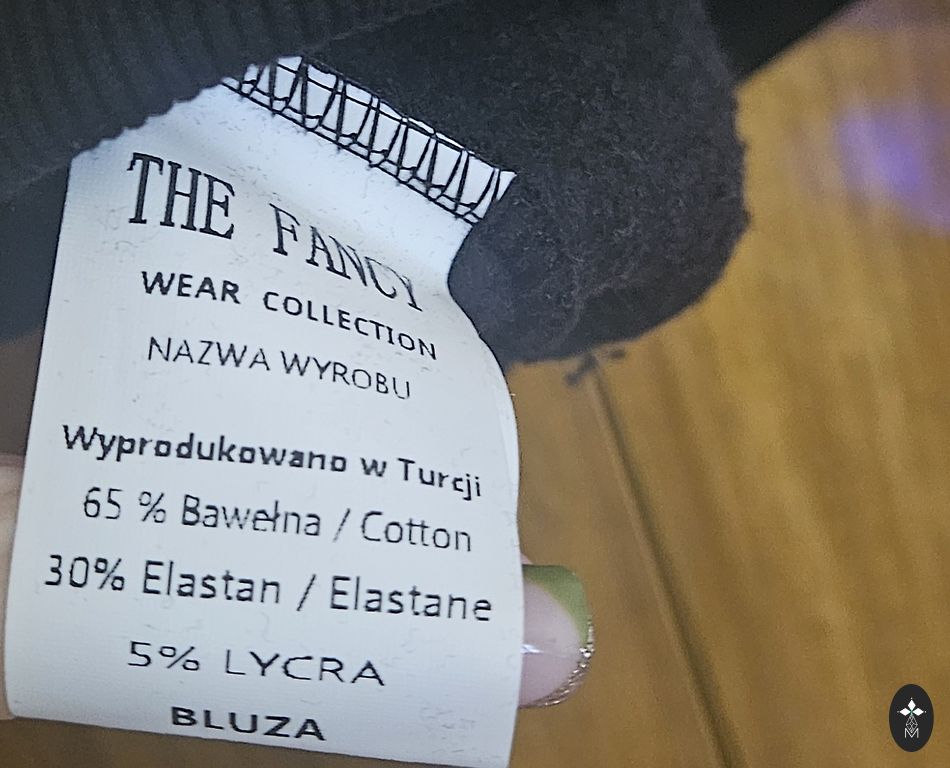 THE FANCY
WEAR COLLECTION
NAZWA WYROBU
Wyprodukowano w Turcji
65 % Bawełna / Cotton
30% Elastan / Elastane
5% LYCRA
BLUZA
M